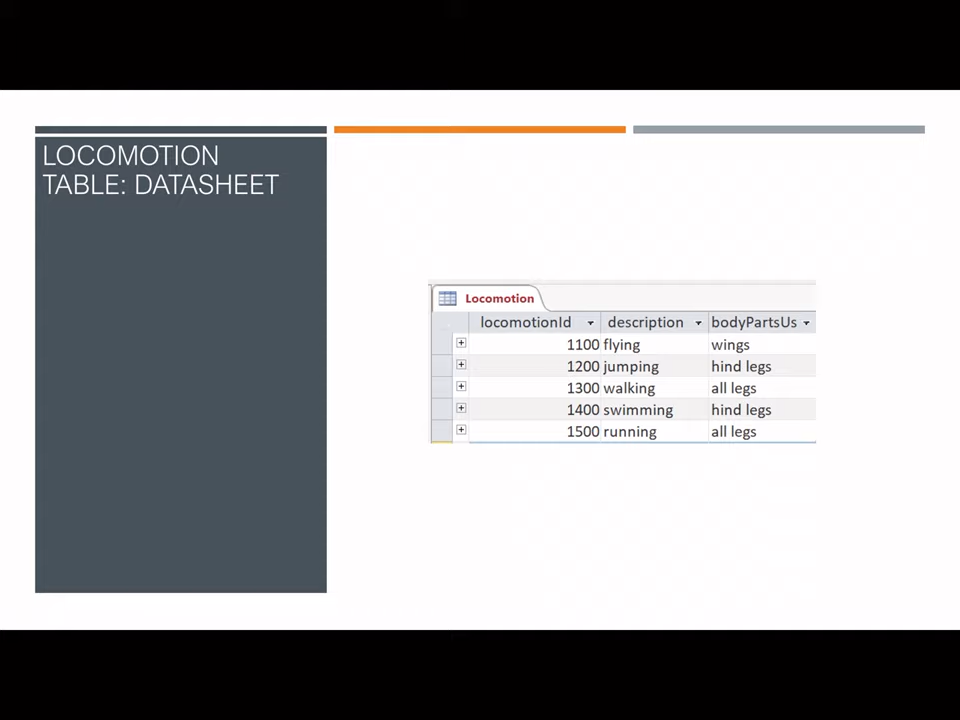 LOCOMOTION
TABLE: DATASHEET
Locomotion
locomotionId description bodyPartsUs
1100 flying wings
1200 jumping hind legs
1300 walking all legs
1400 swimming hind legs
1500 running all legs